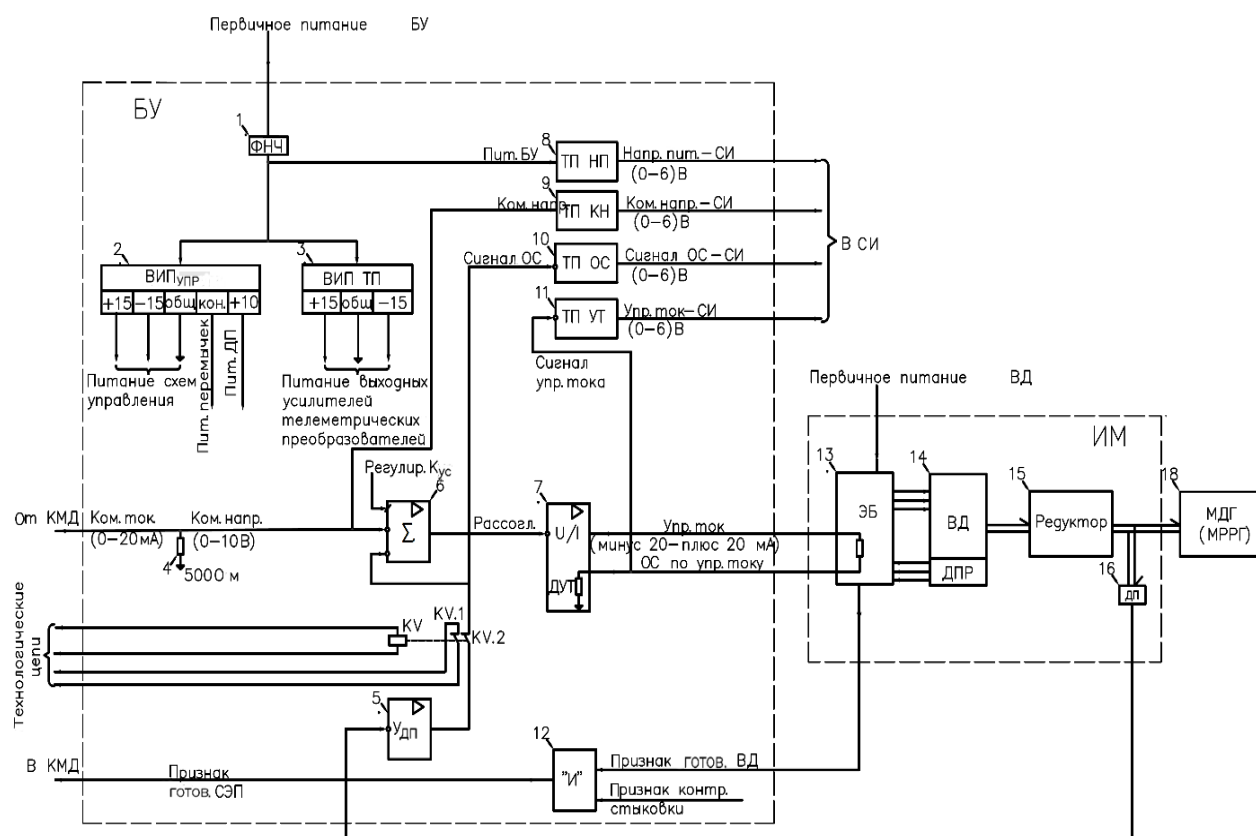 Первичное питание БУ
БУ
1
ФНЧ
8
Пит. БУ
ТП НП
Напр. пит.–СИ
(0–6)В
9
Ком. напр.
ТП КН
Ком. напр.–СИ
(0–6)В
В СИ
10
Сигнал ОС
ТП ОС
Сигнал ОС–СИ
(0–6)В
11
ТП УТ
Упр. ток–СИ
(0–6)В
2
ВИПУПР
+15 –15 общ кон. +10
3
ВИП ТП
+15 общ –15
Питание схем
управления
Пит. перемычек
Пит. ДП
Питание выходных
усилителей
телеметрических
преобразователей
Сигнал
упр. тока
Первичное питание ВД
ИМ
Регулир. Кус
6
Σ
7
U/I
ДУТ
Рассогл.
От КМД
Ком. ток.
(0–20мА)
Ком. напр.
(0–10В)
4
5000 м
Упр. ток
(минус 20–плюс 20 мА)
ОС по упр. току
13
ЭБ
14
ВД
ДПР
15
Редуктор
16
ДП
18
МДГ
(МРРГ)
Технологические
цепи
KV
KV.1
KV.2
5
УДП
12
"И"
В КМД
Признак
готов. СЭП
Признак готов. ВД
Признак контр.
стыковки